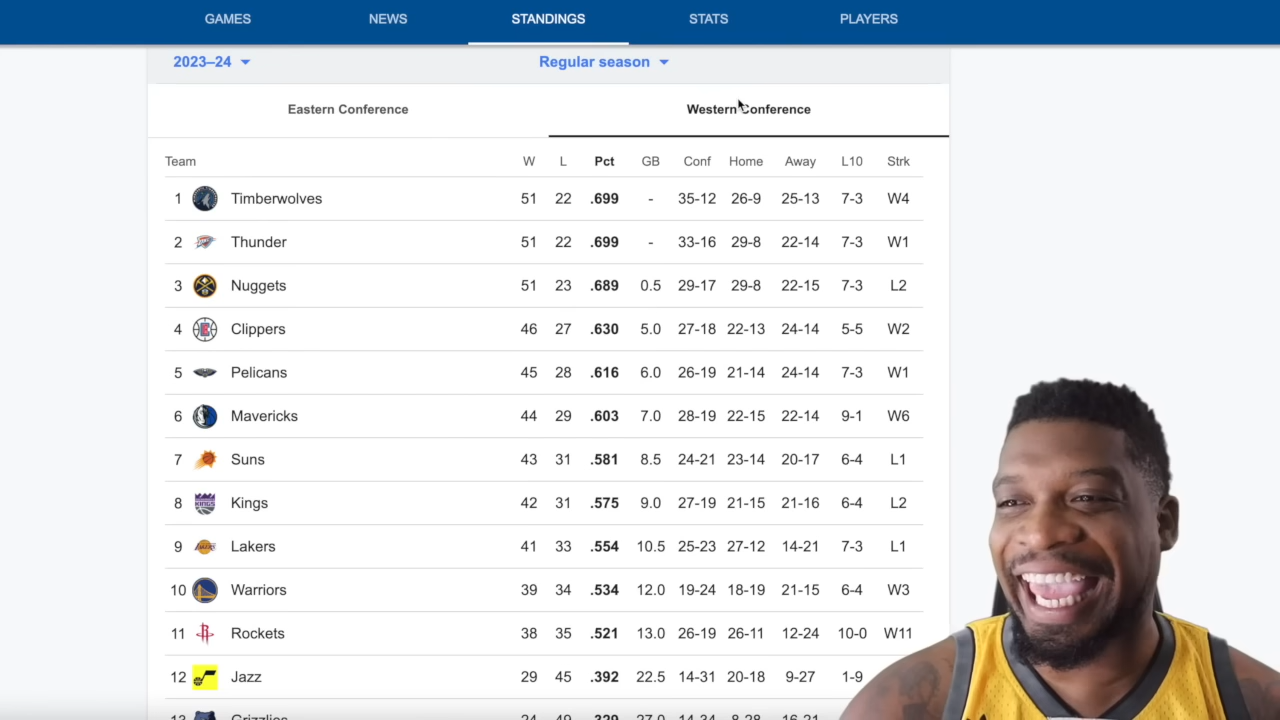 GAMES NEWS STANDINGS STATS PLAYERS
2023–24 Regular season
Eastern Conference Western Conference
Team W L Pct GB Conf Home Away L10 Strk
1 Timberwolves 51 22 .699 - 35-12 26-9 25-13 7-3 W4
2 Thunder 51 22 .699 - 33-16 29-8 22-14 7-3 W1
3 Nuggets 51 23 .689 0.5 29-17 29-8 22-15 7-3 L2
4 Clippers 46 27 .630 5.0 27-18 22-13 24-14 5-5 W2
5 Pelicans 45 28 .616 6.0 26-19 21-14 24-14 7-3 W1
6 Mavericks 44 29 .603 7.0 28-19 22-15 22-14 9-1 W6
7 Suns 43 31 .581 8.5 24-21 23-14 20-17 6-4 L1
8 Kings 42 31 .575 9.0 27-19 21-15 21-16 6-4 L2
9 Lakers 41 33 .554 10.5 25-23 27-12 14-21 7-3 L1
10 Warriors 39 34 .534 12.0 19-24 18-19 21-15 6-4 W3
11 Rockets 38 35 .521 13.0 26-19 26-11 12-24 10-0 W11
12 Jazz 29 45 .392 22.5 14-31 20-18 9-27 1-9